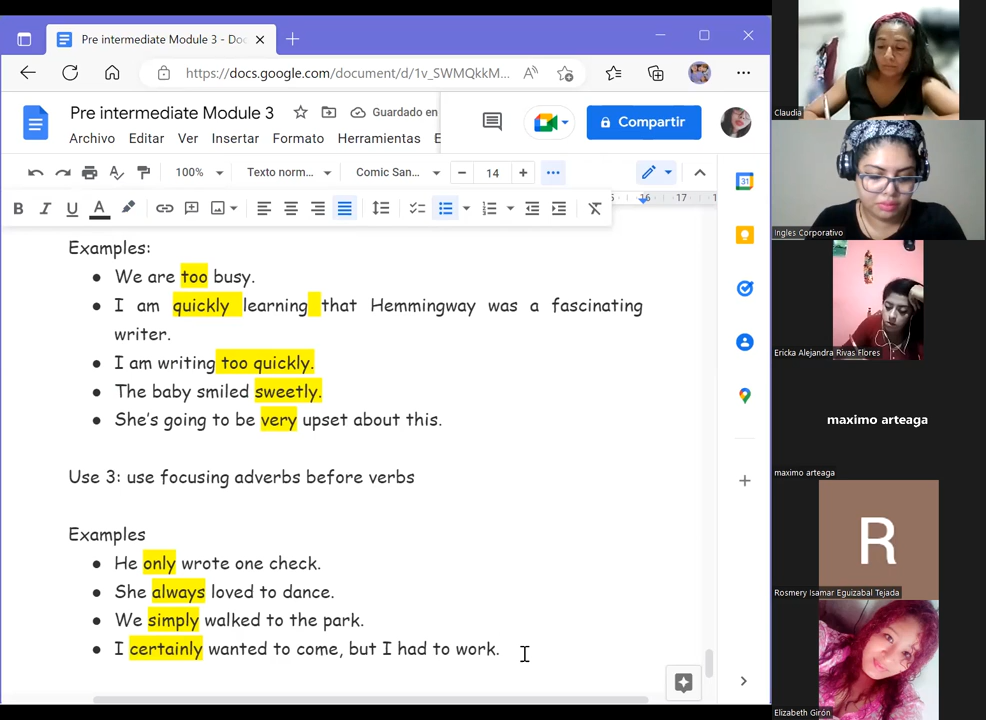 Pre intermediate Module 3 - Doc
https://docs.google.com/document/d/1v_SWMQkkM...
Pre intermediate Module 3
Guardado en
Compartir
Archivo Editar Ver Insertar Formato Herramientas E
100% Texto norm... Comic San... 14
B I U A
16 17 1
Examples:
We are too busy.
I am quickly learning that Hemmingway was a fascinating
writer.
I am writing too quickly.
The baby smiled sweetly.
She's going to be very upset about this.
Use 3: use focusing adverbs before verbs
Examples
He only wrote one check.
She always loved to dance.
We simply walked to the park.
I certainly wanted to come, but I had to work.
31
Claudia
Ingles Corporativo
Ericka Alejandra Rivas Flores
maximo arteaga
maximo arteaga
R
Rosmery Isamar Eguizabal Tejada
Elizabeth Girón